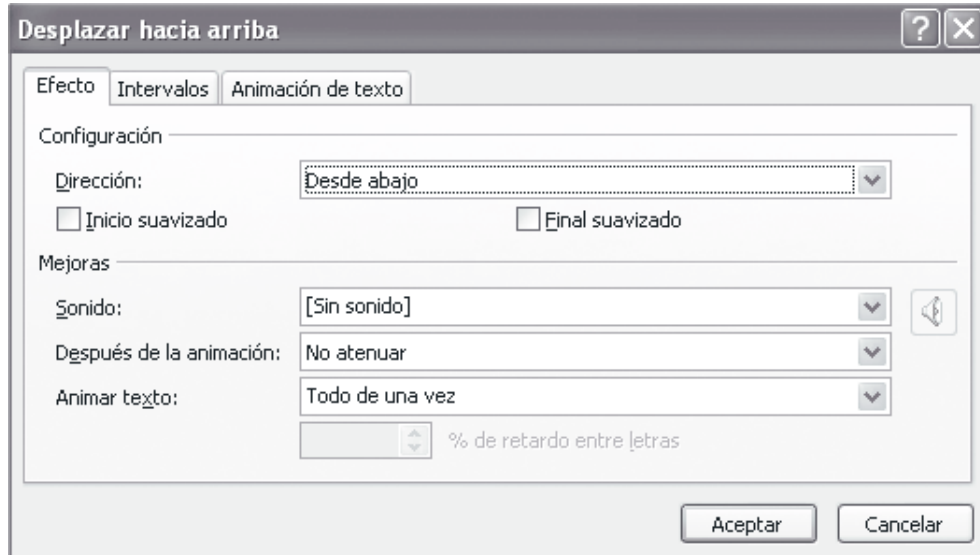 Desplazar hacia arriba
Efecto Intervalos Animación de texto
Configuración
Dirección: Desde abajo
Inicio suavizado Final suavizado
Mejoras
Sonido: [Sin sonido]
Después de la animación: No atenuar
Animar texto: Todo de una vez
% de retardo entre letras
Aceptar Cancelar